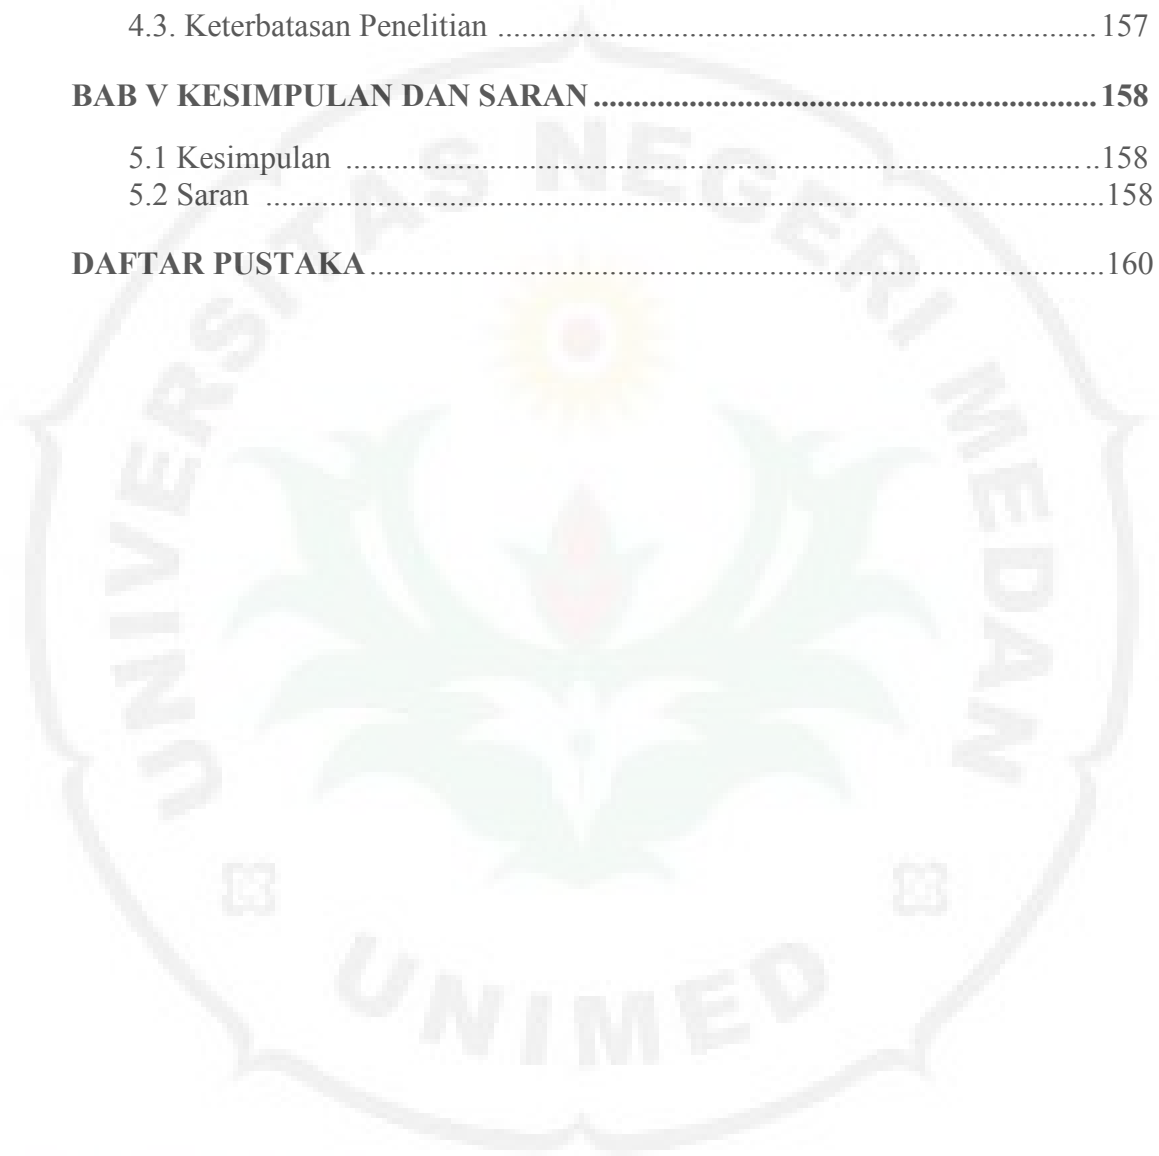 4.3. Keterbatasan Penelitian ........................................................................... 157
BAB V KESIMPULAN DAN SARAN ............................................................... 158
5.1 Kesimpulan ............................................................................................ ..158
5.2 Saran .........................................................................................................158
DAFTAR PUSTAKA............................................................................................160
UNIVERSITAS NEGERI MEDAN
UNIMED